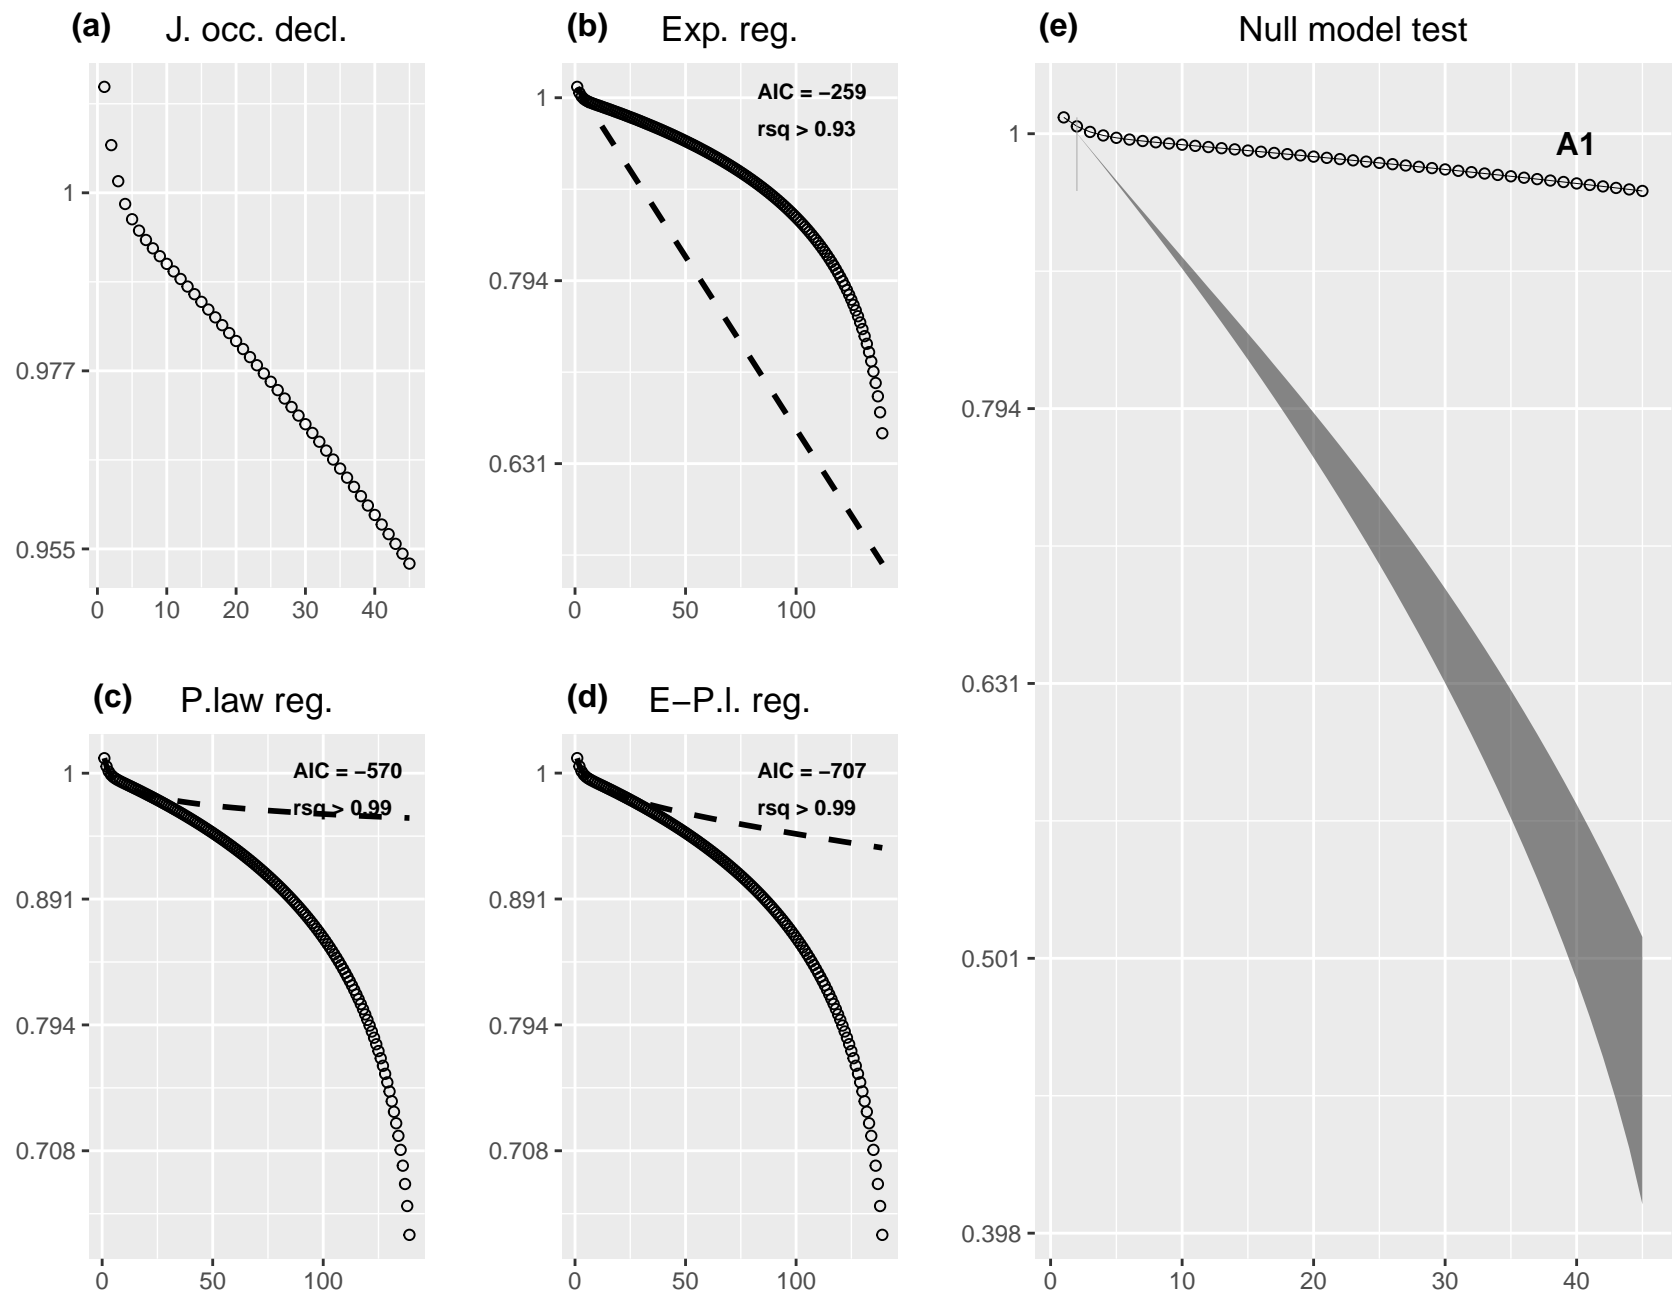 (a) J. occ. decl.
1
0.977
0.955
0 10 20 30 40
(b) Exp. reg.
AIC = −259
rsq > 0.93
1
0.794
0.631
0 50 100
(c) P.law reg.
AIC = −570
rsq > 0.99
1
0.891
0.794
0.708
0 50 100
(d) E−P.l. reg.
AIC = −707
rsq > 0.99
1
0.891
0.794
0.708
0 50 100
(e) Null model test
A1
1
0.794
0.631
0.501
0.398
0 10 20 30 40